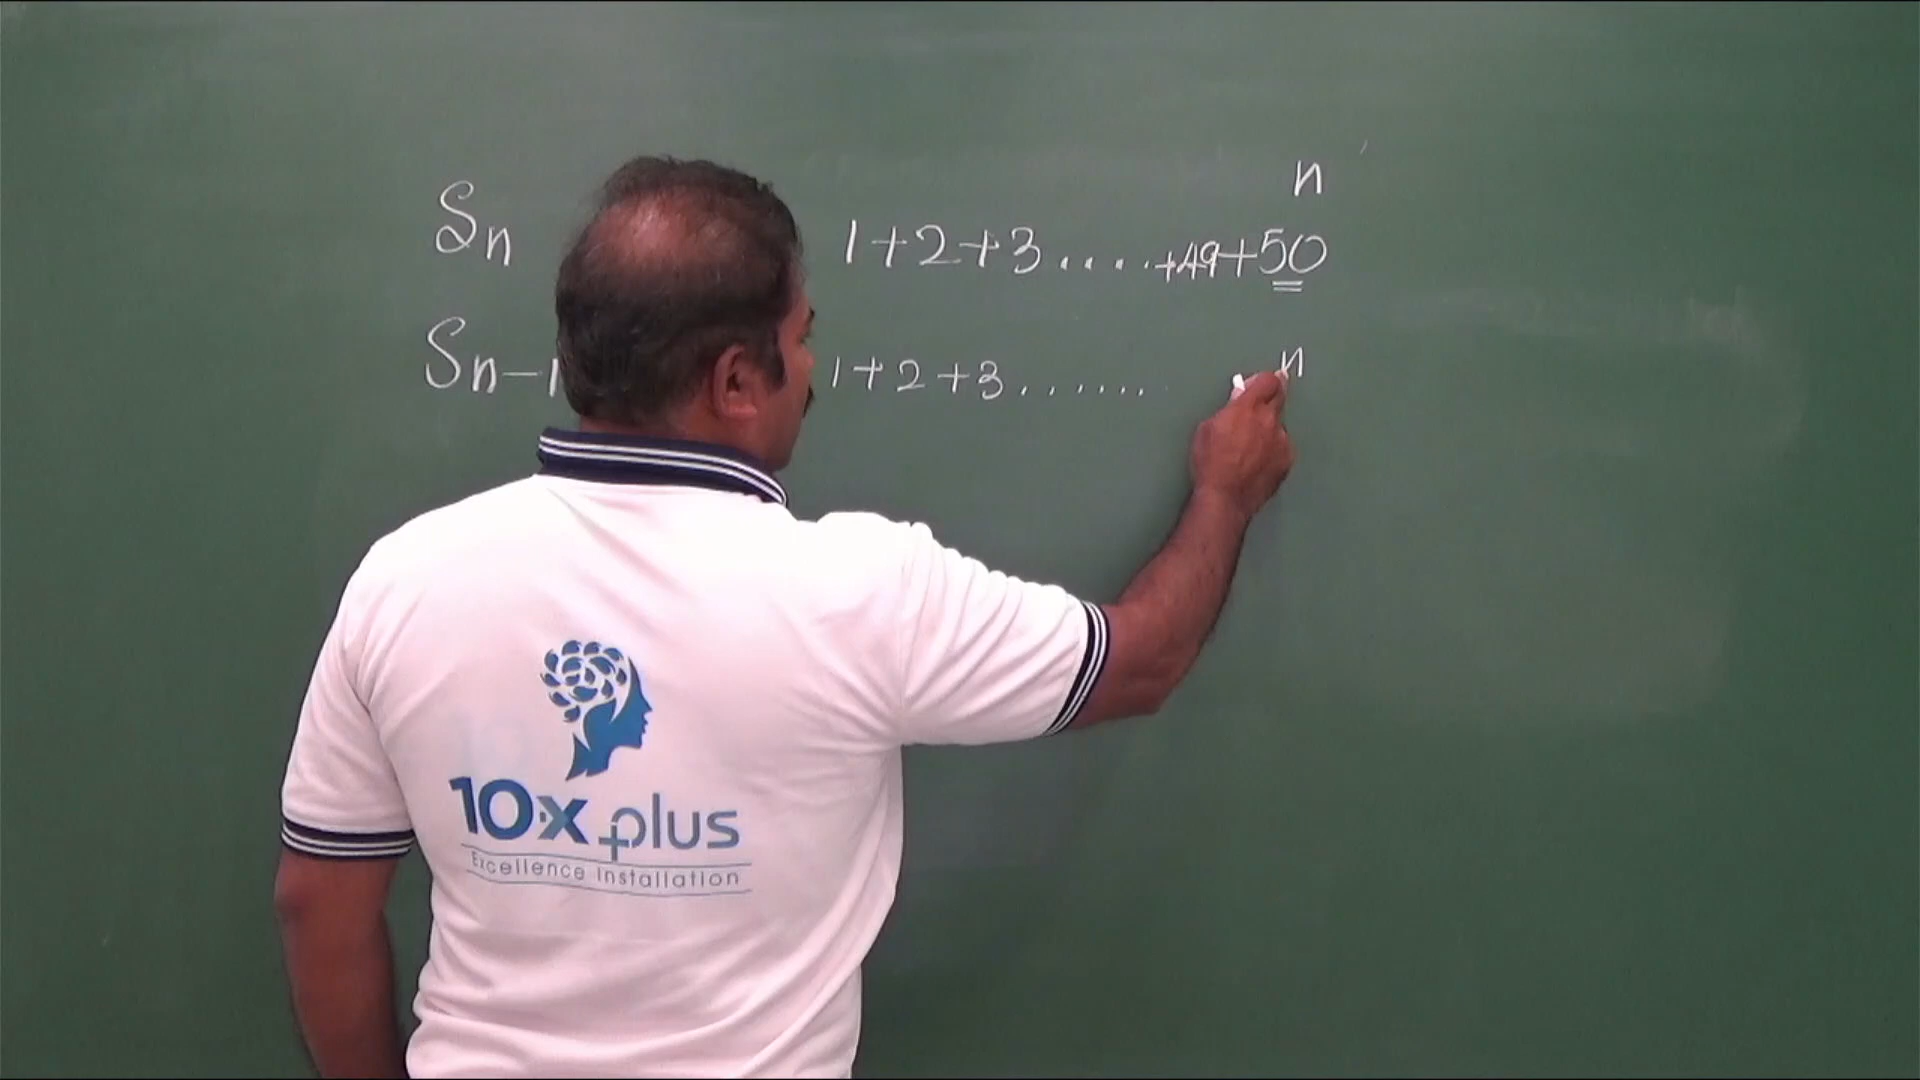 n
Sn 1+2+3.....+49+50
Sn-1 1+2+3....... n
10x plus
Excellence Installation